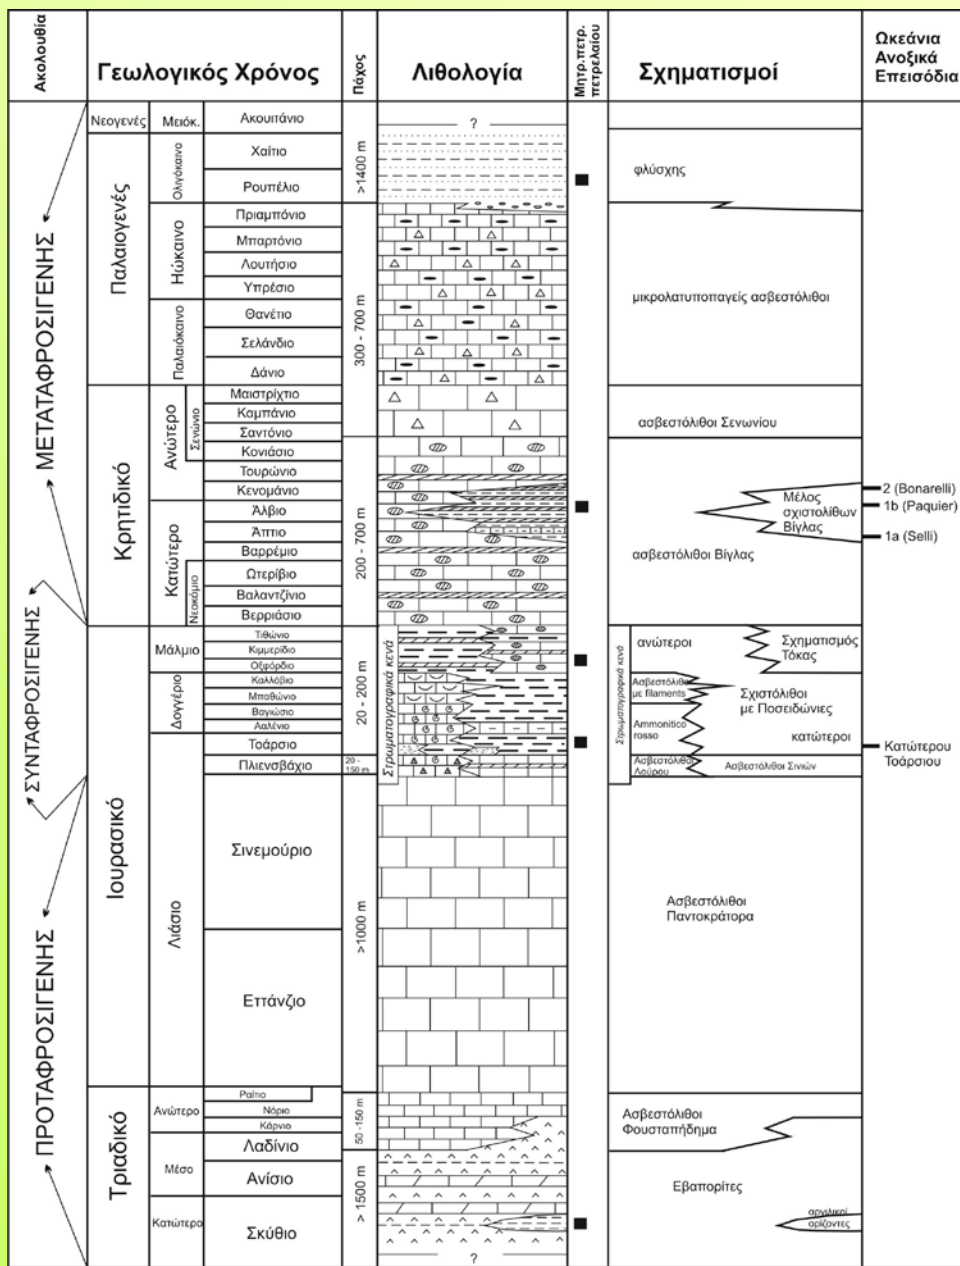 Ακολουθία
Γεωλογικός Χρόνος
Πάχος
Λιθολογία
Μητρ.πετρ.
πετρελαίου
Σχηματισμοί
Ωκεάνια
Ανοξικά
Επεισόδια
ΜΕΤΑΤΑΦΡΟΣΙΓΕΝΗΣ
ΣΥΝΤΑΦΡΟΣΙΓΕΝΗΣ
ΠΡΟΤΑΦΡΟΣΙΓΕΝΗΣ
Νεογενές
Παλαιογενές
Κρητιδικό
Ιουρασικό
Τριαδικό
Μειόκ.
Ολιγόκαινο
Ηώκαινο
Παλαιόκαινο
Ανώτερο
Σενώνιο
Κατώτερο
Νεοκόμιο
Μάλμιο
Δογγέριο
Λιάσιο
Ανώτερο
Μέσο
Κατώτερο
Ακουιτάνιο
Χαίτιο
Ρουπέλιο
Πριαμπόνιο
Μπαρτόνιο
Λουτήσιο
Υπρέσιο
Θανέτιο
Σελάνδιο
Δάνιο
Μαιστρίχτιο
Καμπάνιο
Σαντόνιο
Κονιάσιο
Τουρώνιο
Κενομάνιο
Άλβιο
Άπτιο
Βαρρέμιο
Ωτερίβιο
Βαλαντζίνιο
Βερριάσιο
Τιθώνιο
Κιμμερίδιο
Οξφόρδιο
Καλλόβιο
Μπαθώνιο
Βαγιώσιο
Ααλένιο
Τοάρσιο
Πλιενσβάχιο
Σινεμούριο
Εττάνζιο
Ραίτιο
Νόριο
Κάρνιο
Λαδίνιο
Ανίσιο
Σκύθιο
>1400 m
300 - 700 m
200 - 700 m
20 - 200 m
20 -
150 m
>1000 m
50 -150 m
> 1500 m
?
Στρωματογραφικά κενά
?
φλύσχης
μικρολατυποπαγείς ασβεστόλιθοι
ασβεστόλιθοι Σενωνίου
Μέλος
σχιστολίθων
Βίγλας
ασβεστόλιθοι Βίγλας
Στρωματογραφικά κενά
ανώτεροι
Σχηματισμός
Τόκας
Ασβεστόλιθοι
με filaments
Σχιστόλιθοι
με Ποσειδώνιες
Ammonitico
rosso
κατώτεροι
Ασβεστόλιθοι
Λούρου
Ασβεστόλιθοι Σινιών
Ασβεστόλιθοι
Παντοκράτορα
Ασβεστόλιθοι
Φουσταπήδημα
Εβαπορίτες
αργιλικοί
ορίζοντες
2 (Bonarelli)
1b (Paquier)
1a (Selli)
Κατώτερου
Τοάρσιου